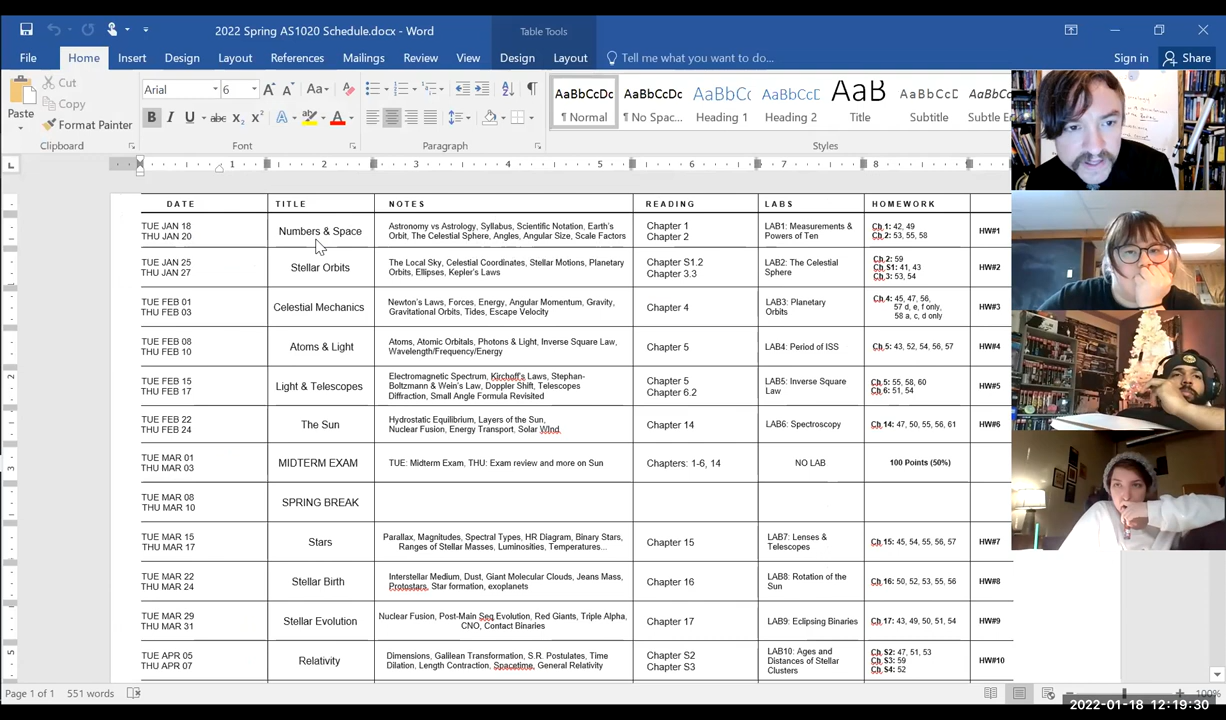 2022 Spring AS1020 Schedule.docx - Word
Table Tools
File Home Insert Design Layout References Mailings Review View Design Layout Tell me what you want to do... Sign in Share
Paste
Cut
Copy
Format Painter
Arial 6
Aa
B I U abc X2 X2
AaBbCcDc AaBbCcDc AaBbCc AaBbCcC AaB AaBbCcD AaBbCcD
¶ Normal ¶ No Spac... Heading 1 Heading 2 Title Subtitle Subtle E
Clipboard Font Paragraph Styles
L 1 2 3 4 5 6 7 8
DATE TITLE NOTES READING LABS HOMEWORK
TUE JAN 18
THU JAN 20
Numbers & Space
Astronomy vs Astrology, Syllabus, Scientific Notation, Earth's
Orbit, The Celestial Sphere, Angles, Angular Size, Scale Factors
Chapter 1
Chapter 2
LAB1: Measurements &
Powers of Ten
Ch 1: 42, 49
Ch 2: 53, 55, 58
HW#1
TUE JAN 25
THU JAN 27
Stellar Orbits
The Local Sky, Celestial Coordinates, Stellar Motions, Planetary
Orbits, Ellipses, Kepler's Laws
Chapter S1.2
Chapter 3.3
LAB2: The Celestial
Sphere
Ch 2: 59
Ch S1: 41, 43
Ch 3: 53, 54
HW#2
TUE FEB 01
THU FEB 03
Celestial Mechanics
Newton's Laws, Forces, Energy, Angular Momentum, Gravity,
Gravitational Orbits, Tides, Escape Velocity
Chapter 4
LAB3: Planetary
Orbits
Ch 4: 45, 47, 56,
57 d, e, f only,
58 a, c, d only
HW#3
TUE FEB 08
THU FEB 10
Atoms & Light
Atoms, Atomic Orbitals, Photons & Light, Inverse Square Law,
Wavelength/Frequency/Energy
Chapter 5
LAB4: Period of ISS
Ch 5: 43, 52, 54, 56, 57
HW#4
TUE FEB 15
THU FEB 17
Light & Telescopes
Electromagnetic Spectrum, Kirchoff's Laws, Stephan-
Boltzmann & Wein's Law, Doppler Shift, Telescopes
Diffraction, Small Angle Formula Revisited
Chapter 5
Chapter 6.2
LAB5: Inverse Square
Law
Ch 5: 55, 58, 60
Ch 6: 51, 54
HW#5
TUE FEB 22
THU FEB 24
The Sun
Hydrostatic Equilibrium, Layers of the Sun,
Nuclear Fusion, Energy Transport, Solar WInd
Chapter 14
LAB6: Spectroscopy
Ch 14: 47, 50, 55, 56, 61
HW#6
TUE MAR 01
THU MAR 03
MIDTERM EXAM
TUE: Midterm Exam, THU: Exam review and more on Sun
Chapters: 1-6, 14
NO LAB
100 Points (50%)
TUE MAR 08
THU MAR 10
SPRING BREAK
TUE MAR 15
THU MAR 17
Stars
Parallax, Magnitudes, Spectral Types, HR Diagram, Binary Stars,
Ranges of Stellar Masses, Luminosities, Temperatures...
Chapter 15
LAB7: Lenses &
Telescopes
Ch 15: 45, 54, 55, 56, 57
HW#7
TUE MAR 22
THU MAR 24
Stellar Birth
Interstellar Medium, Dust, Giant Molecular Clouds, Jeans Mass,
Protostars, Star formation, exoplanets
Chapter 16
LAB8: Rotation of the
Sun
Ch 16: 50, 52, 53, 55, 56
HW#8
TUE MAR 29
THU MAR 31
Stellar Evolution
Nuclear Fusion, Post-Main Seq Evolution, Red Giants, Triple Alpha,
CNO, Contact Binaries
Chapter 17
LAB9: Eclipsing Binaries
Ch 17: 43, 49, 50, 51, 54
HW#9
TUE APR 05
THU APR 07
Relativity
Dimensions, Galilean Transformation, S.R. Postulates, Time
Dilation, Length Contraction, Spacetime, General Relativity
Chapter S2
Chapter S3
LAB10: Ages and
Distances of Stellar
Clusters
Ch S2: 47, 51, 53
Ch S3: 59
Ch S4: 52
HW#10
Page 1 of 1 551 words 100%
2022-01-18 12:19:30